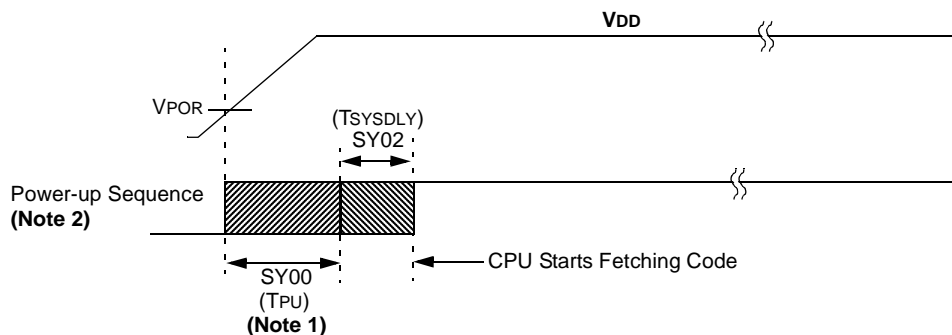 VDD
VPOR
(TSYSDLY)
SY02
Power-up Sequence
(Note 2)
CPU Starts Fetching Code
SY00
(TPU)
(Note 1)